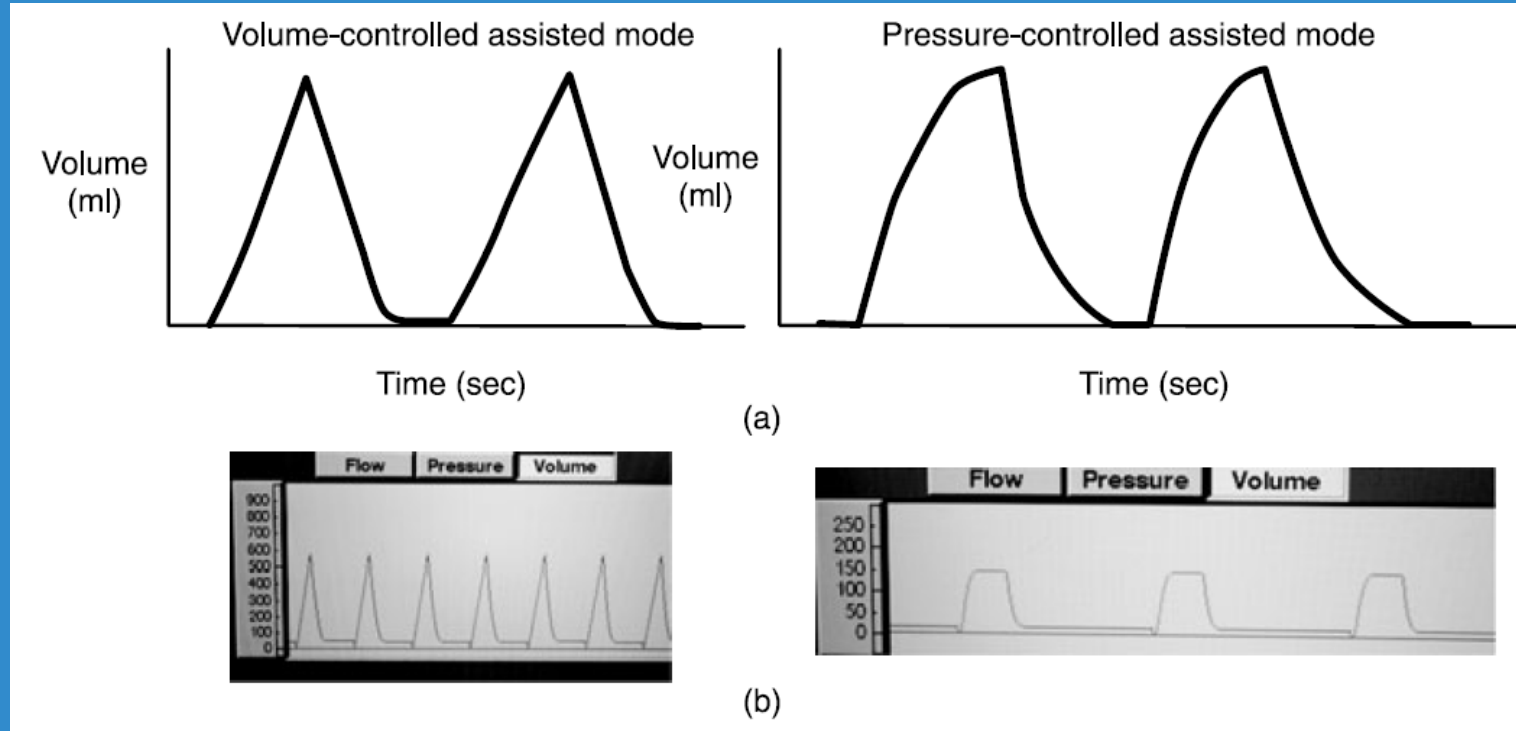 Volume-controlled assisted mode
Pressure-controlled assisted mode
Volume
(ml)
Volume
(ml)
Time (sec)
Time (sec)
(a)
Flow Pressure Volume
900
800
700
600
500
400
300
200
100
0
Flow Pressure Volume
250
200
150
100
50
0
(b)